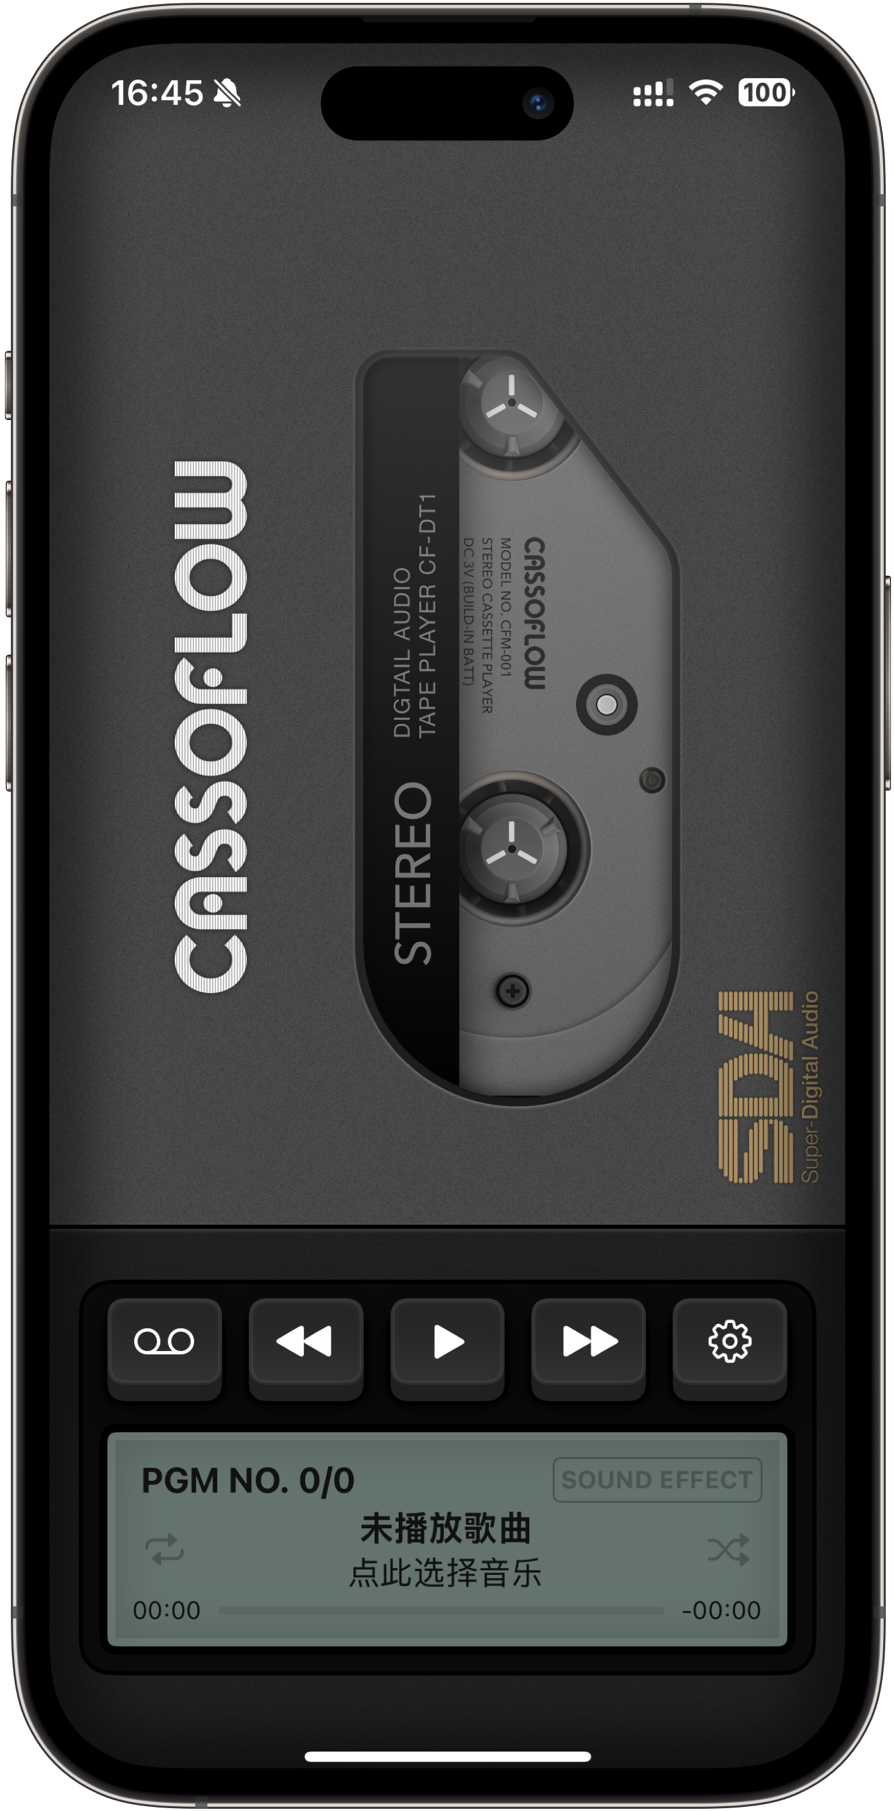 16:45
100
CASSOFLOW
STEREO
DIGTAIL AUDIO
TAPE PLAYER CF-DT1
CASSOFLOW
MODEL NO. CFM-001
STEREO CASSETTE PLAYER
DC 3V (BUILD-IN BATT)
SDA
Super-Digital Audio
PGM NO. 0/0
SOUND EFFECT
未播放歌曲
点此选择音乐
00:00
-00:00